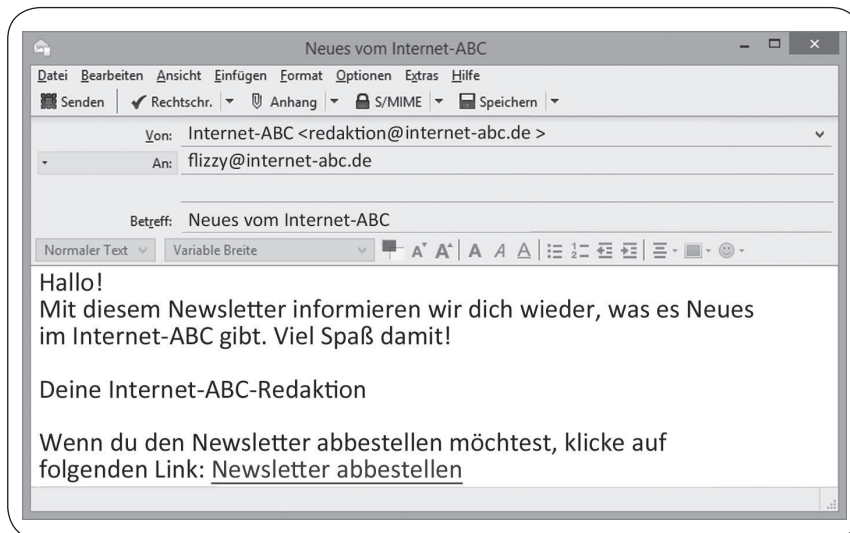 Neues vom Internet-ABC
Datei Bearbeiten Ansicht Einfügen Format Optionen Extras Hilfe
Senden Rechtschr. Anhang S/MIME Speichern
Von: Internet-ABC <redaktion@internet-abc.de >
An: flizzy@internet-abc.de
Betreff: Neues vom Internet-ABC
Normaler Text Variable Breite
Hallo!
Mit diesem Newsletter informieren wir dich wieder, was es Neues
im Internet-ABC gibt. Viel Spaß damit!
Deine Internet-ABC-Redaktion
Wenn du den Newsletter abbestellen möchtest, klicke auf
folgenden Link: Newsletter abbestellen